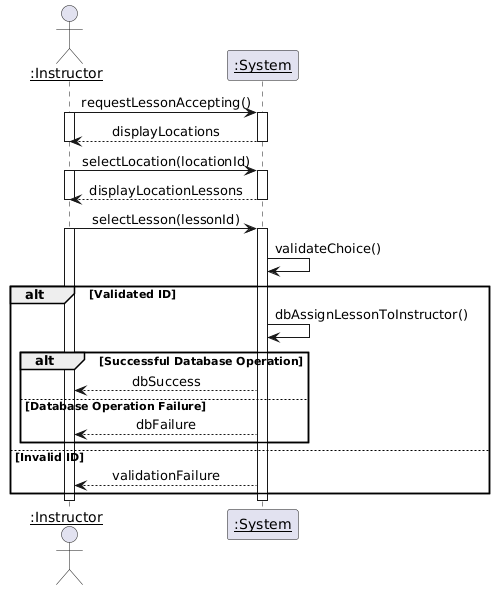 :Instructor
:System
requestLessonAccepting()
displayLocations
selectLocation(locationId)
displayLocationLessons
selectLesson(lessonId)
validateChoice()
alt [Validated ID]
dbAssignLessonToInstructor()
alt [Successful Database Operation]
dbSuccess
[Database Operation Failure]
dbFailure
[Invalid ID]
validationFailure
:Instructor
:System